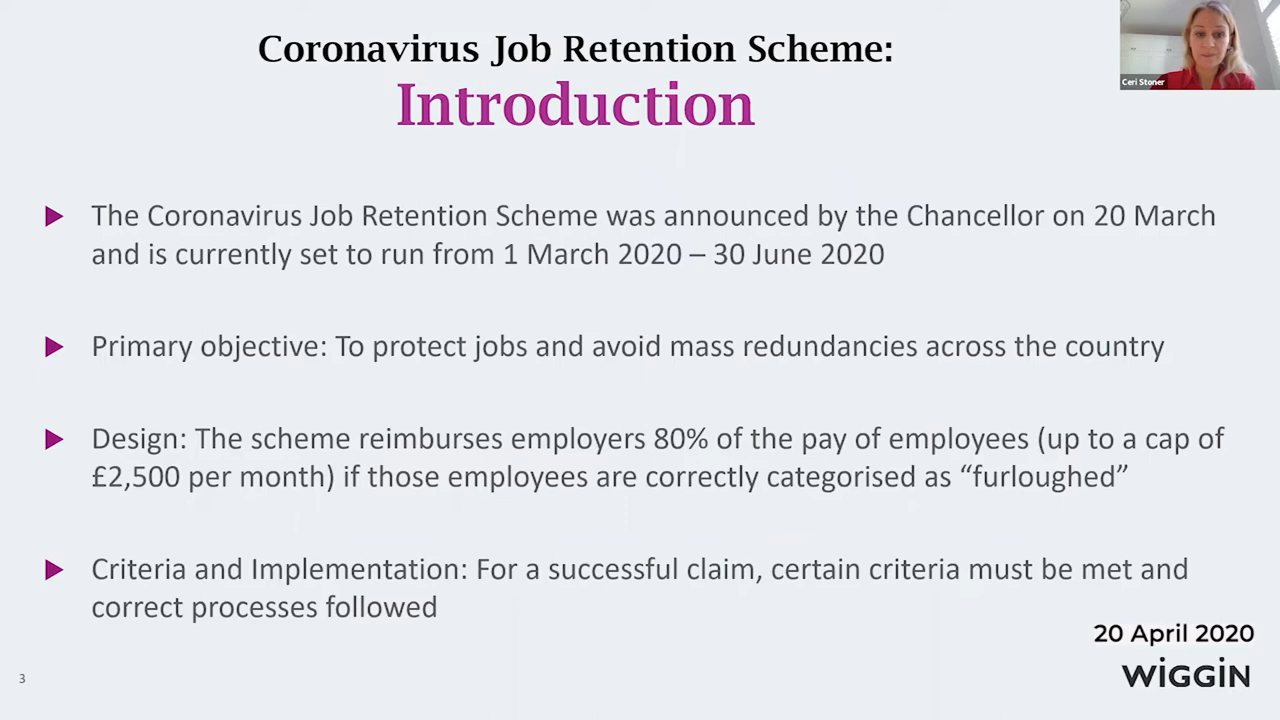 Coronavirus Job Retention Scheme:
Introduction
Ceri Stoner
The Coronavirus Job Retention Scheme was announced by the Chancellor on 20 March
and is currently set to run from 1 March 2020 – 30 June 2020
Primary objective: To protect jobs and avoid mass redundancies across the country
Design: The scheme reimburses employers 80% of the pay of employees (up to a cap of
£2,500 per month) if those employees are correctly categorised as “furloughed”
Criteria and Implementation: For a successful claim, certain criteria must be met and
correct processes followed
20 April 2020
WiGGiN
3